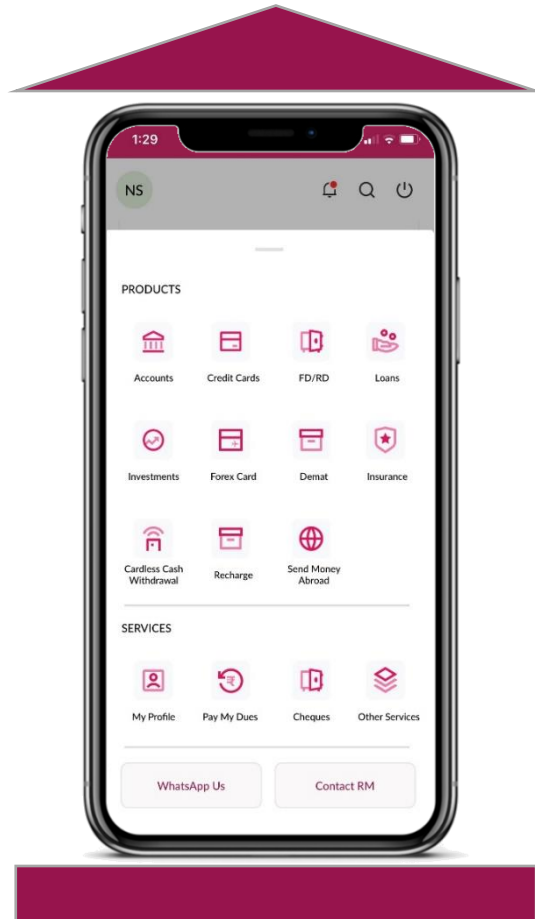 1:29
NS
PRODUCTS
Accounts Credit Cards FD/RD Loans
Investments Forex Card Demat Insurance
Cardless Cash
Withdrawal Recharge Send Money
Abroad
SERVICES
My Profile Pay My Dues Cheques Other Services
WhatsApp Us Contact RM